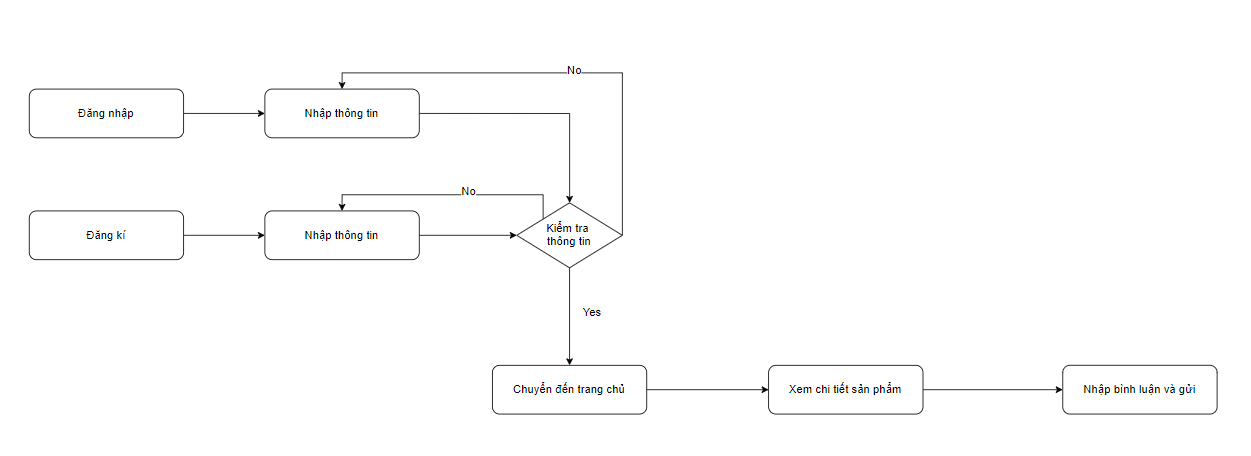 No
Đăng nhập
Nhập thông tin
No
Đăng kí
Nhập thông tin
Kiểm tra
thông tin
Yes
Chuyển đến trang chủ
Xem chi tiết sản phẩm
Nhập bình luận và gửi